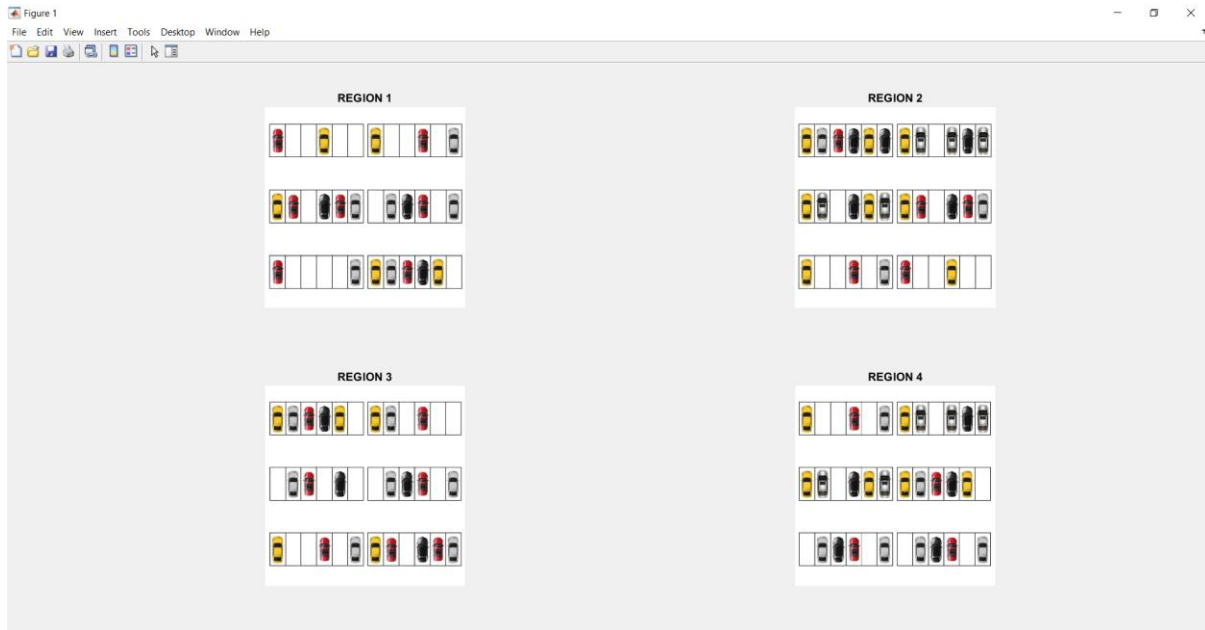 Figure 1
File Edit View Insert Tools Desktop Window Help
REGION 1
REGION 2
REGION 3
REGION 4